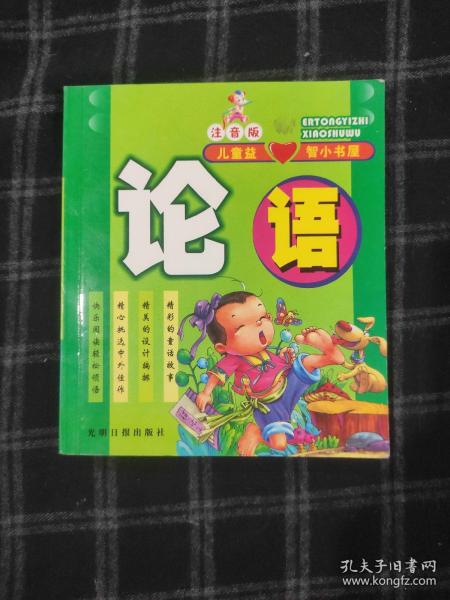 注音版
ERTONGYIZHI
XIAOSHUWU
儿童益 智小书屋
论语
精彩的童话故事
精美的设计编排
精心挑选中外佳作
快乐阅读轻松领悟
光明日报出版社
孔夫子旧书网
www.kongfz.com